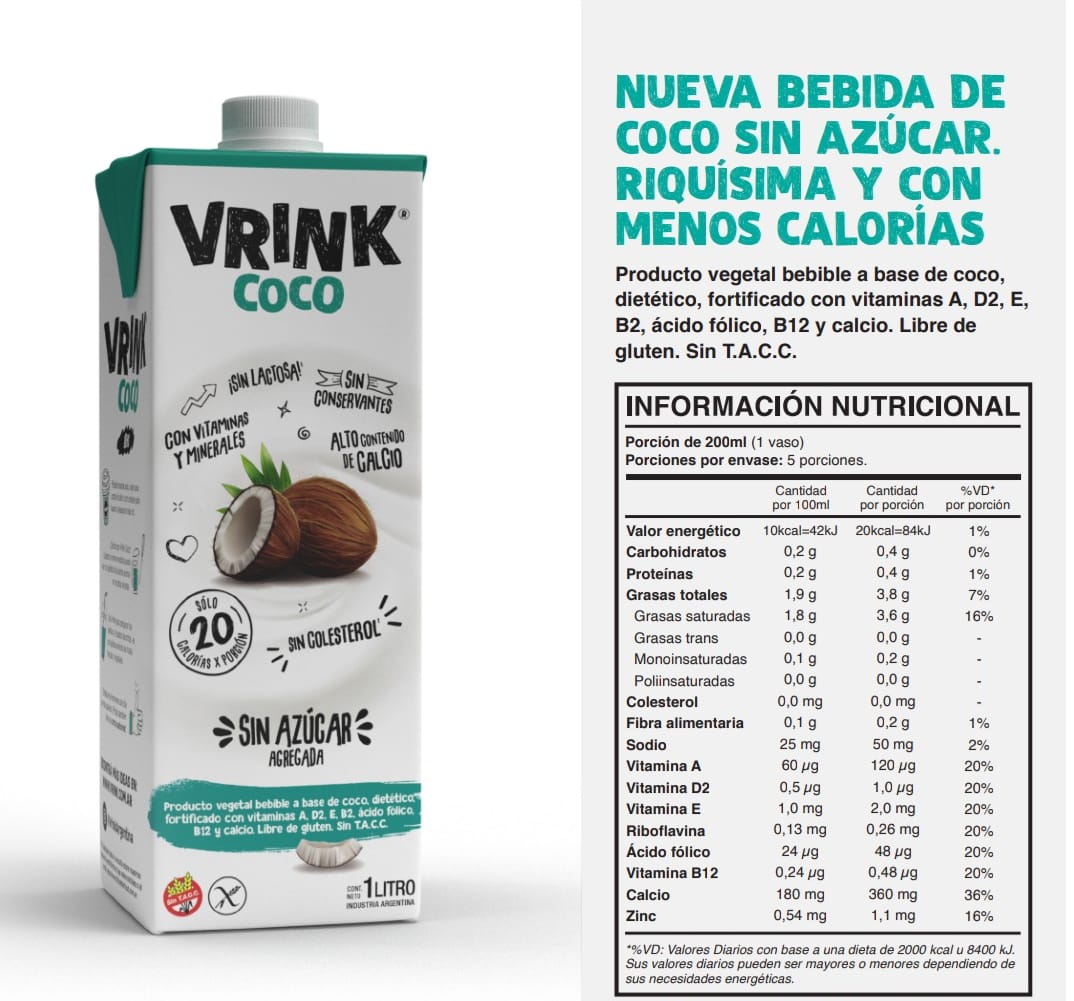 VRINK®
COCO
¡SIN LACTOSA!
SIN
CONSERVANTES
CON VITAMINAS
Y MINERALES
ALTO CONTENIDO
DE CALCIO
SÓLO
20
CALORÍAS X PORCIÓN
SIN COLESTEROL
SIN AZÚCAR
AGREGADA
Producto vegetal bebible a base de coco, dietético,
fortificado con vitaminas A, D2, E, B2, ácido fólico,
B12 y calcio. Libre de gluten. Sin T.A.C.C.
Sin T.A.C.C.
CONT.
NETO
1 LITRO
INDUSTRIA ARGENTINA
VRINK
COCO
NUEVA BEBIDA DE
COCO SIN AZÚCAR.
RIQUÍSIMA Y CON
MENOS CALORÍAS
Producto vegetal bebible a base de coco,
dietético, fortificado con vitaminas A, D2, E,
B2, ácido fólico, B12 y calcio. Libre de
gluten. Sin T.A.C.C.
INFORMACIÓN NUTRICIONAL
Porción de 200ml (1 vaso)
Porciones por envase: 5 porciones.
Cantidad Cantidad %VD*
por 100ml por porción por porción
Valor energético 10kcal=42kJ 20kcal=84kJ 1%
Carbohidratos 0,2 g 0,4 g 0%
Proteínas 0,2 g 0,4 g 1%
Grasas totales 1,9 g 3,8 g 7%
Grasas saturadas 1,8 g 3,6 g 16%
Grasas trans 0,0 g 0,0 g -
Monoinsaturadas 0,1 g 0,2 g -
Poliinsaturadas 0,0 g 0,0 g -
Colesterol 0,0 mg 0,0 mg -
Fibra alimentaria 0,1 g 0,2 g 1%
Sodio 25 mg 50 mg 2%
Vitamina A 60 µg 120 µg 20%
Vitamina D2 0,5 µg 1,0 µg 20%
Vitamina E 1,0 mg 2,0 mg 20%
Riboflavina 0,13 mg 0,26 mg 20%
Ácido fólico 24 µg 48 µg 20%
Vitamina B12 0,24 µg 0,48 µg 20%
Calcio 180 mg 360 mg 36%
Zinc 0,54 mg 1,1 mg 16%
*%VD: Valores Diarios con base a una dieta de 2000 kcal u 8400 kJ.
Sus valores diarios pueden ser mayores o menores dependiendo de
sus necesidades energéticas.